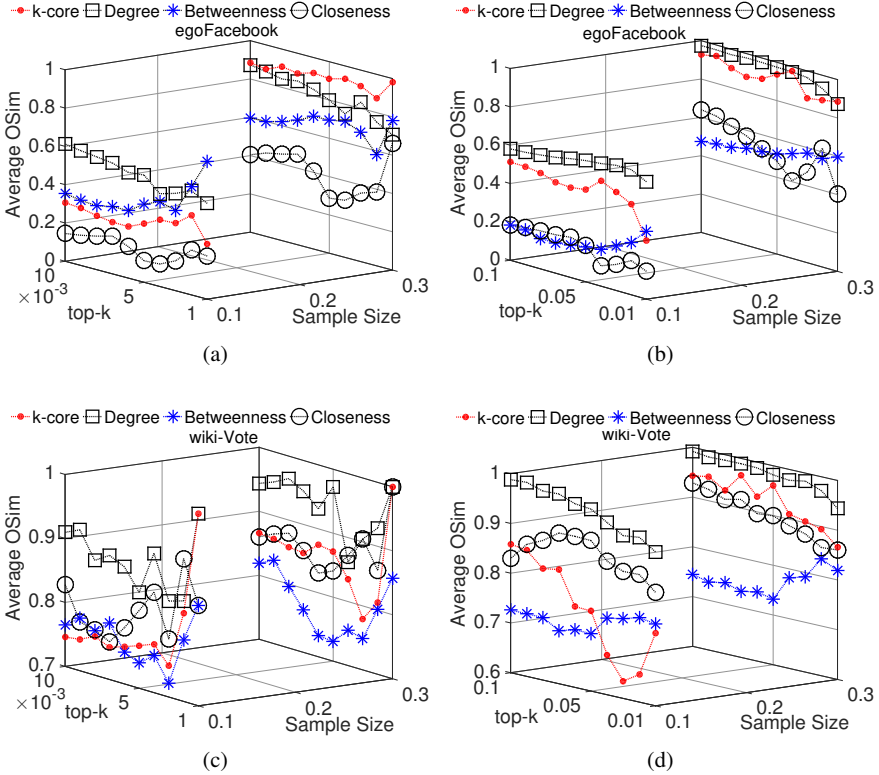 k-core Degree Betweenness Closeness
egoFacebook
Average OSim
1
0.8
0.6
0.4
0.2
0
10
× 10⁻³
5
1
top-k
0.1
0.2
0.3
Sample Size
(a)
k-core Degree Betweenness Closeness
egoFacebook
Average OSim
1
0.8
0.6
0.4
0.2
0
0.1
0.05
0.01
top-k
0.1
0.2
0.3
Sample Size
(b)
k-core Degree Betweenness Closeness
wiki-Vote
Average OSim
1
0.9
0.8
0.7
10
× 10⁻³
5
1
top-k
0.1
0.2
0.3
Sample Size
(c)
k-core Degree Betweenness Closeness
wiki-Vote
Average OSim
1
0.9
0.8
0.7
0.6
0.1
0.05
0.01
top-k
0.1
0.2
0.3
Sample Size
(d)